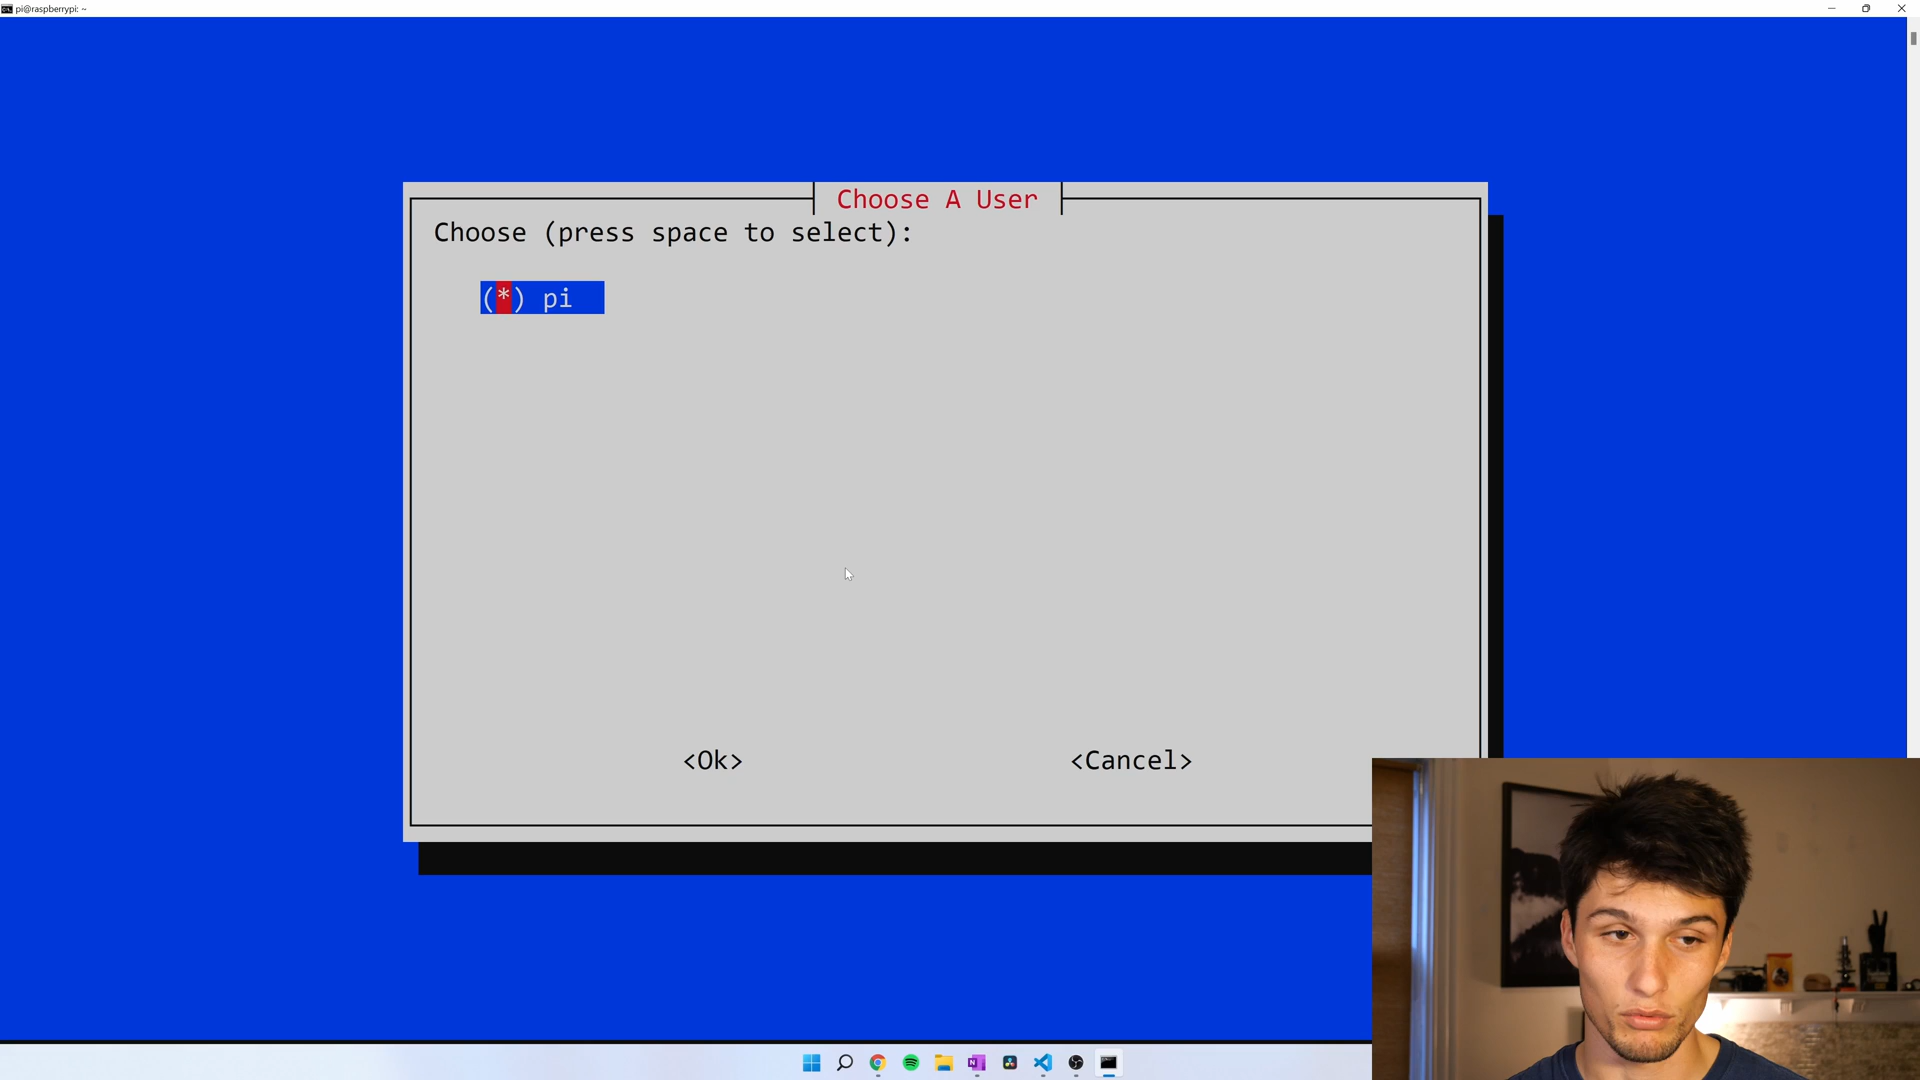 pi@raspberrypi: ~
Choose A User
Choose (press space to select):
(*) pi
<Ok>
<Cancel>